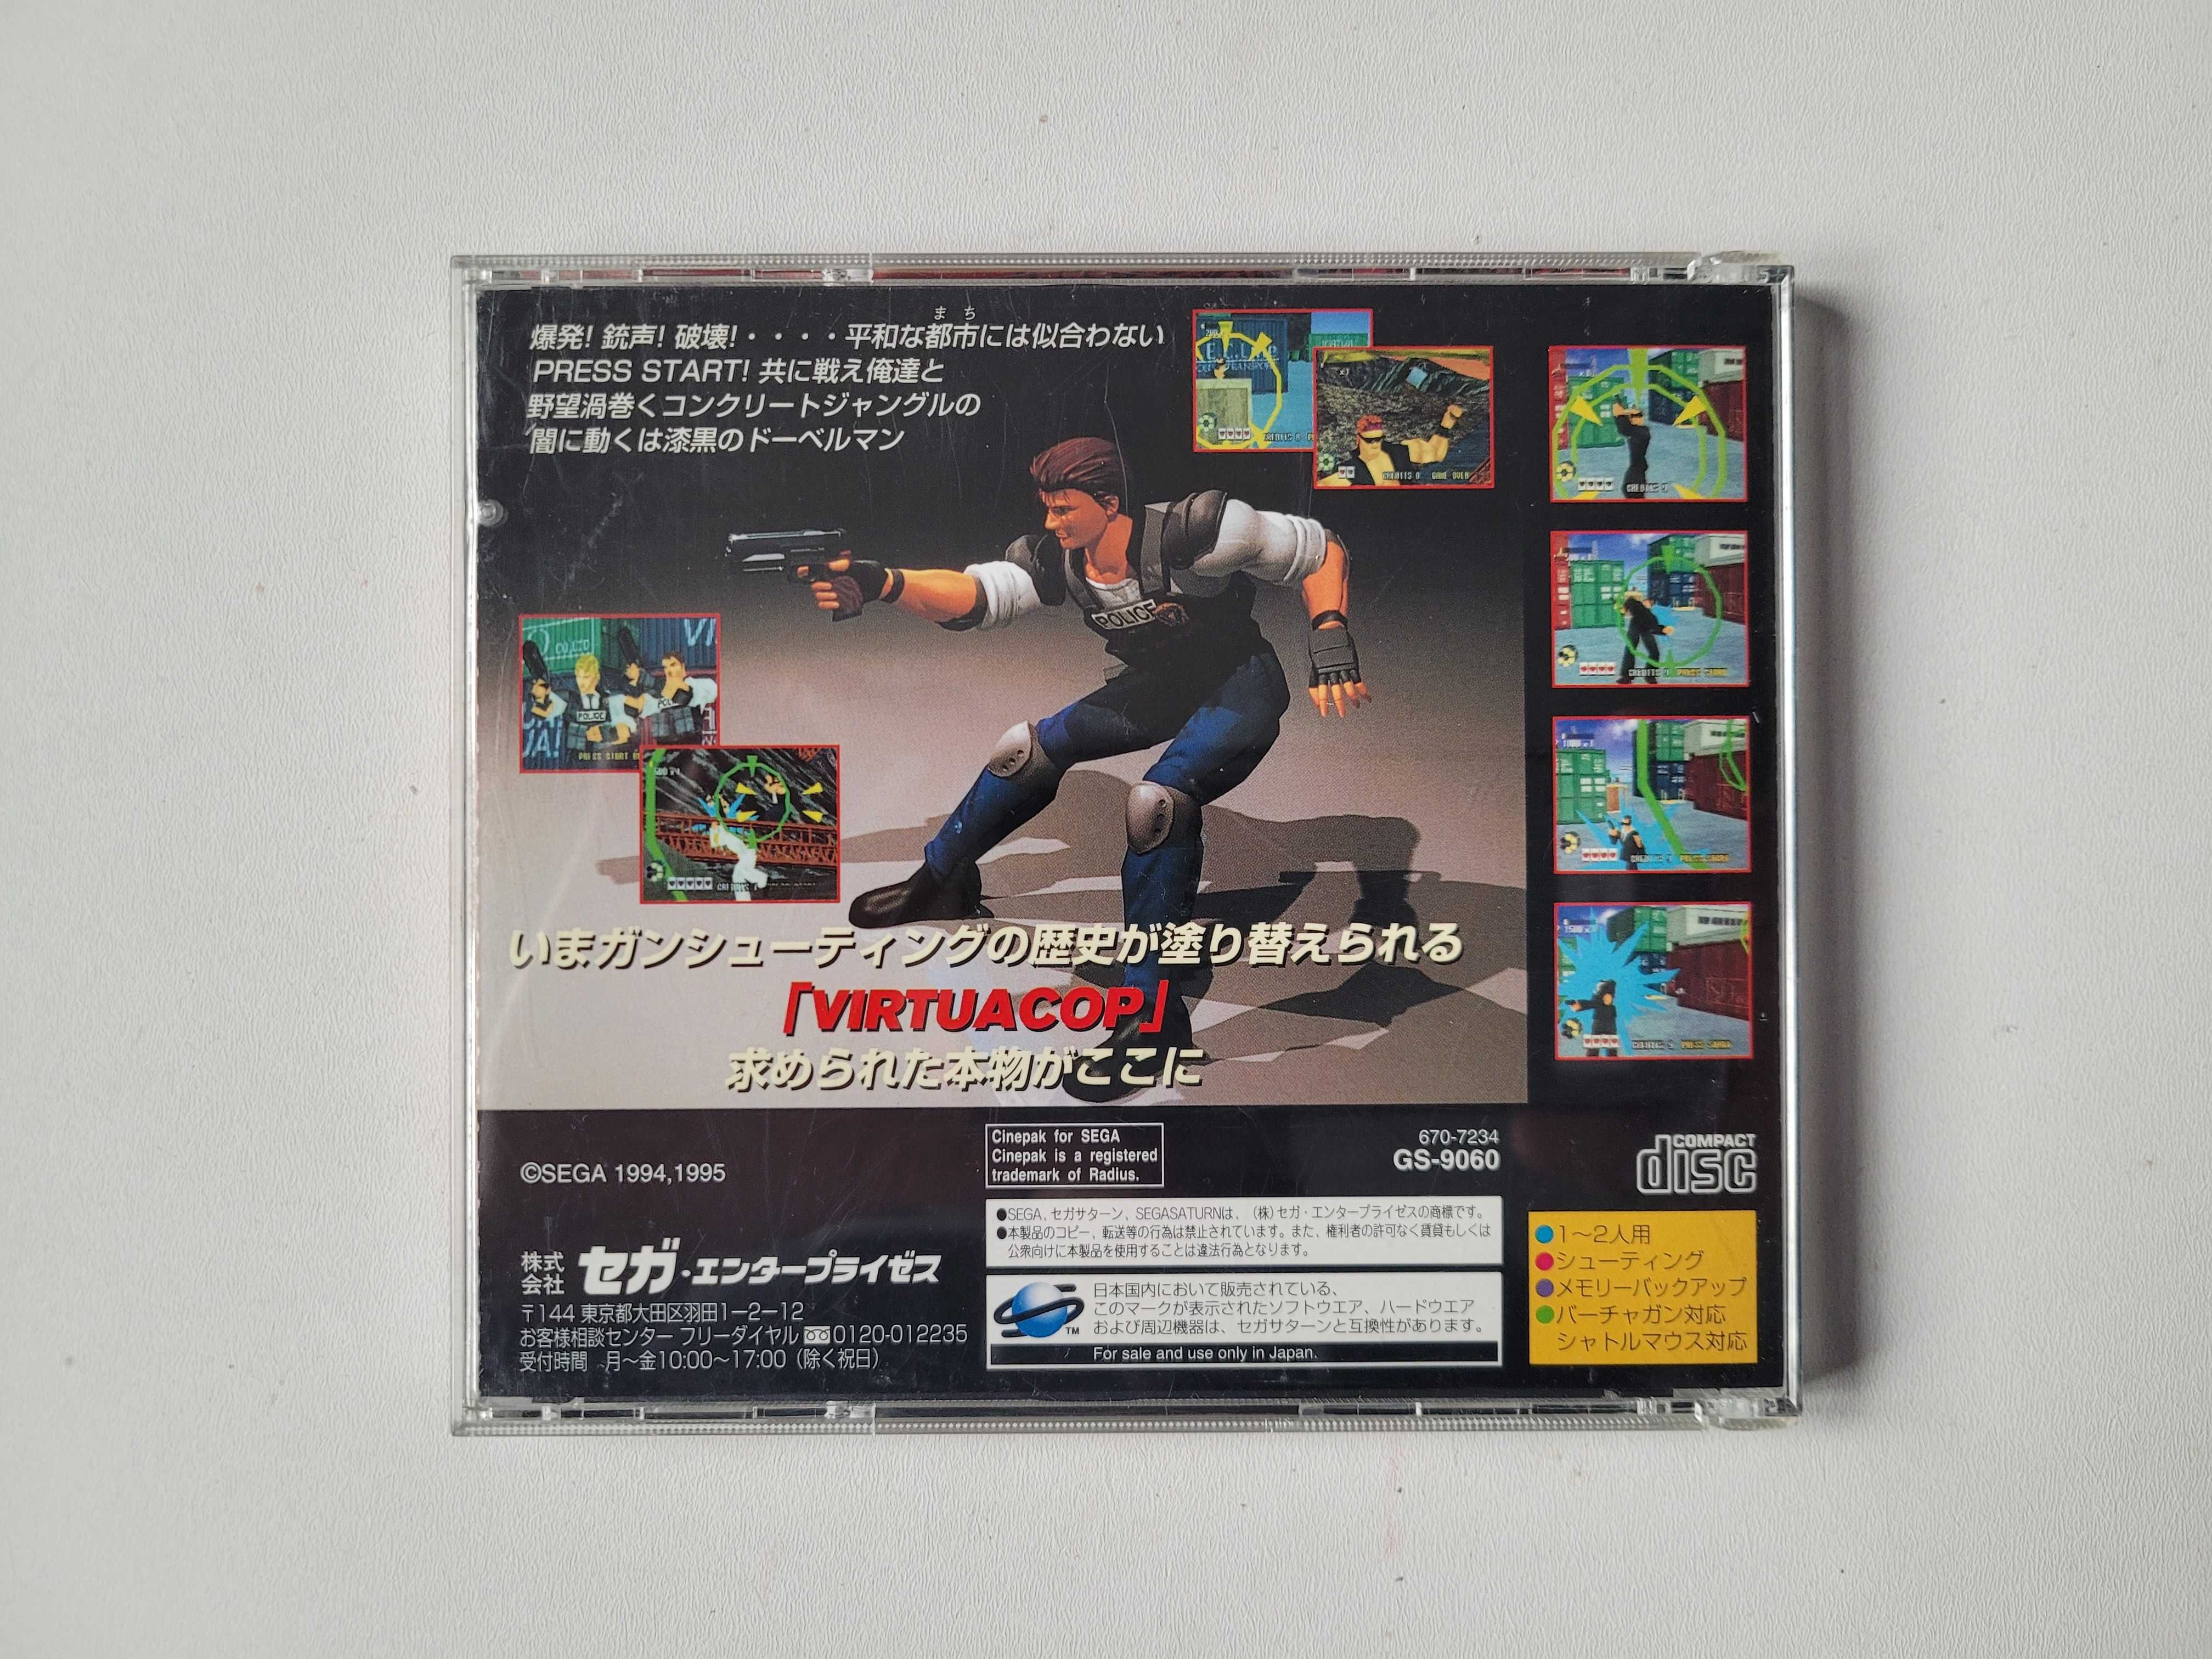 まち
爆発! 銃声! 破壊!・・・・平和な都市には似合わない
PRESS START! 共に戦え俺達と
野望渦巻くコンクリートジャングルの
闇に動くは漆黒のドーベルマン
POLICE
POLICE
いまガンシューティングの歴史が塗り替えられる
「VIRTUACOP」
求められた本物がここに
©SEGA 1994,1995
Cinepak for SEGA
Cinepak is a registered
trademark of Radius.
670-7234
GS-9060
COMPACT
disc
●SEGA、セガサターン、SEGASATURNは、(株)セガ・エンタープライゼスの商標です。
●本製品のコピー、転送等の行為は禁止されています。また、権利者の許可なく賃貸もしくは
公衆向けに本製品を使用することは違法行為となります。
株式会社 セガ・エンタープライゼス
〒144 東京都大田区羽田1-2-12
お客様相談センター フリーダイヤル 0120-012235
受付時間 月~金10:00~17:00(除く祝日)
TM
日本国内において販売されている、
このマークが表示されたソフトウエア、ハードウエア
および周辺機器は、セガサターンと互換性があります。
For sale and use only in Japan.
●1~2人用
●シューティング
●メモリーバックアップ
●バーチャガン対応
シャトルマウス対応